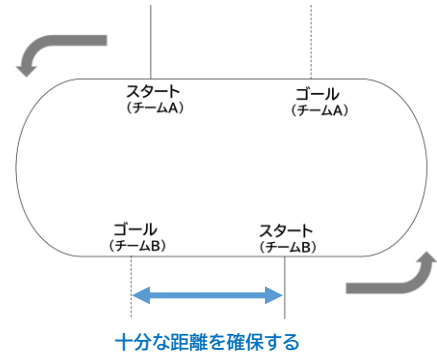 スタート
（チームA）
ゴール
（チームA）
ゴール
（チームB）
スタート
（チームB）
十分な距離を確保する